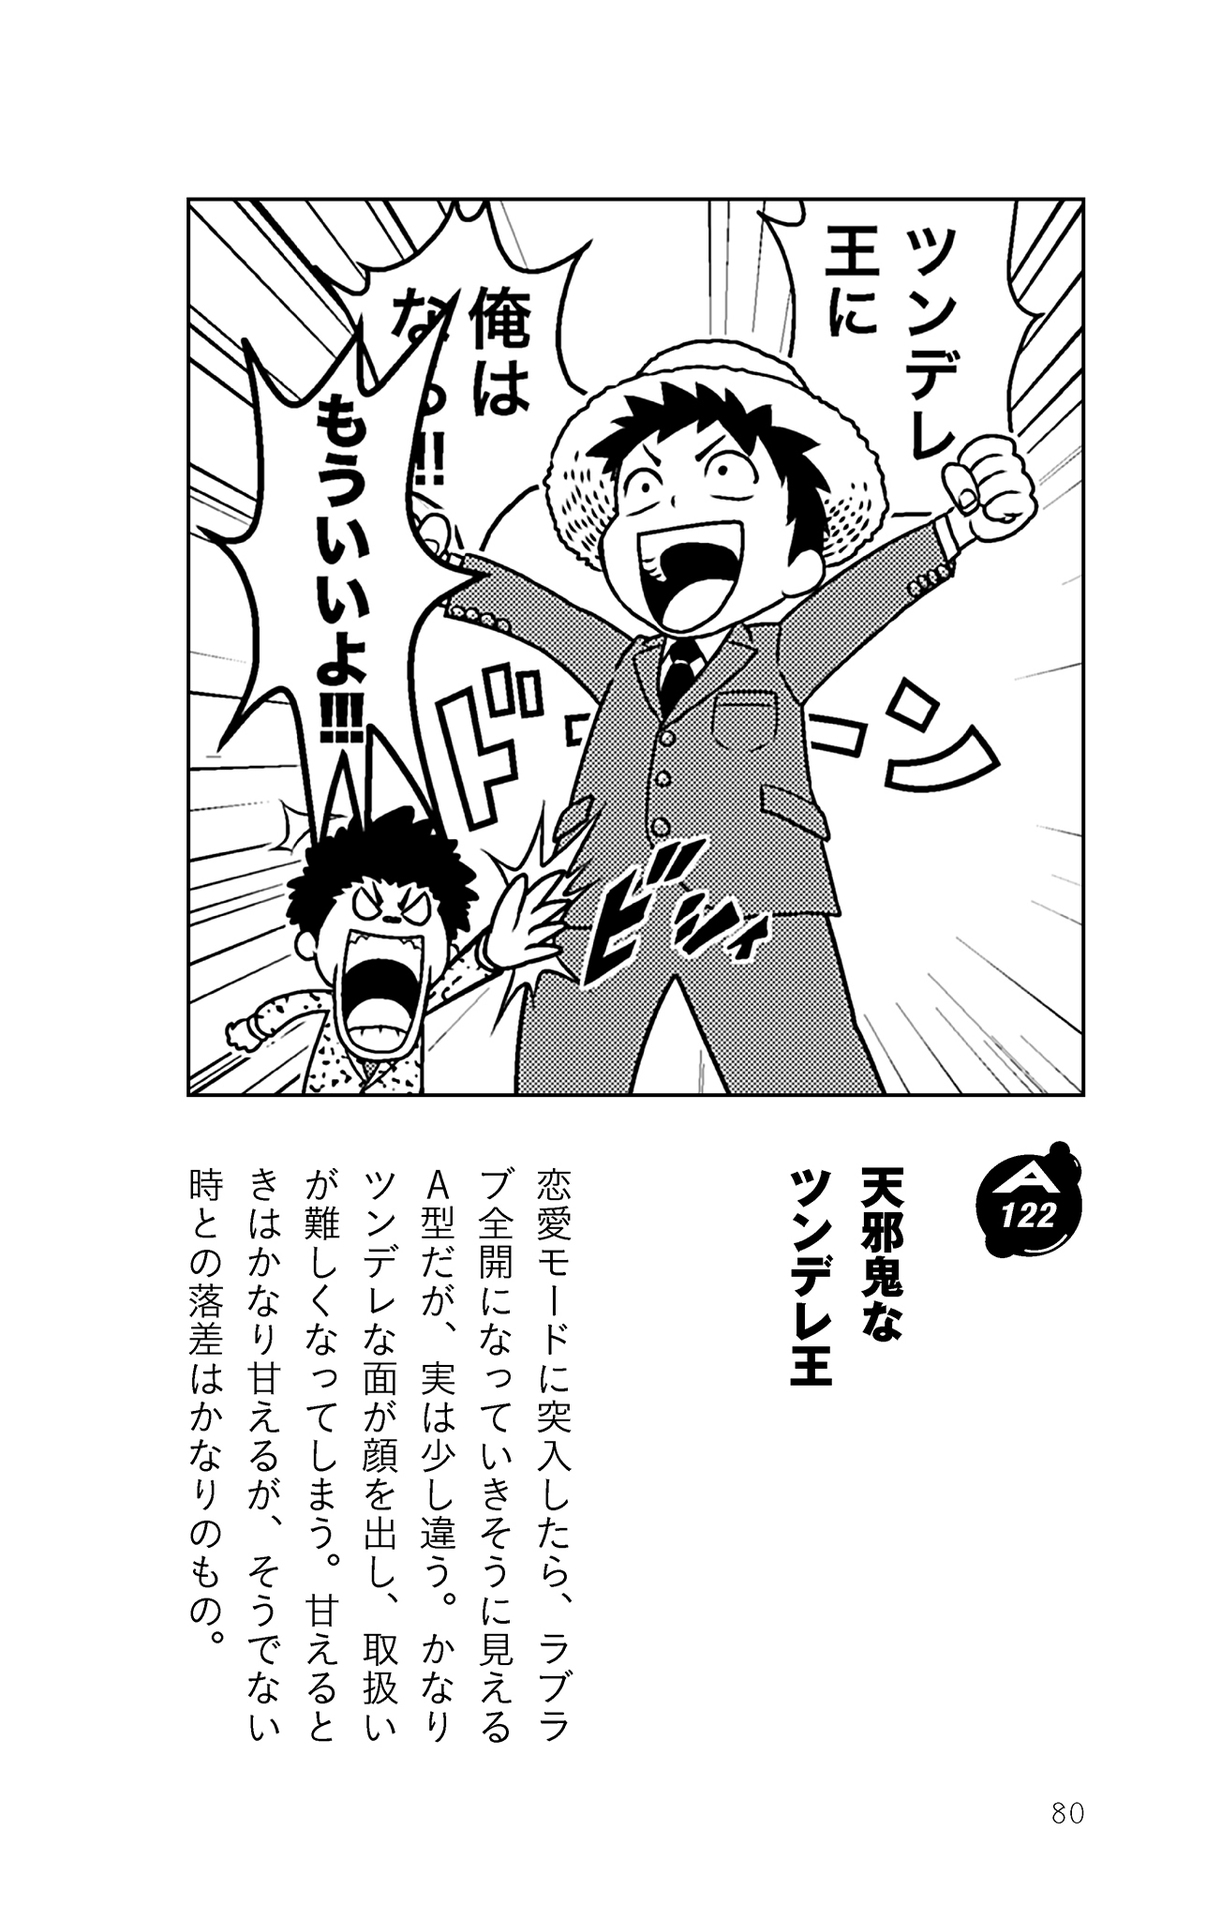 ツンデレ
王に
俺は
な
っ!!
もういいよ!!!
ドーン
ビシィ
A
122
天邪鬼な
ツンデレ王
恋愛モードに突入したら、ラブラ
ブ全開になっていきそうに見える
A型だが、実は少し違う。かなり
ツンデレな面が顔を出し、取扱い
が難しくなってしまう。甘えると
きはかなり甘えるが、そうでない
時との落差はかなりのもの。
80